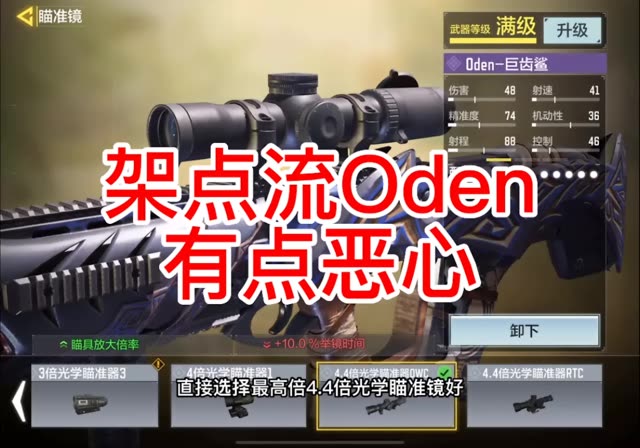 瞄准镜
武器等级 满级 升级
Oden-巨齿鲨
伤害 48 射速 41
精准度 74 机动性 36
射程 88 控制 46
架点流Oden
有点恶心
卸下
瞄具放大倍率
+10.0 %举镜时间
3倍光学瞄准器3
4倍光学瞄准器1
4.4倍光学瞄准器OWC
4.4倍光学瞄准器RTC
直接选择最高倍4.4倍光学瞄准镜好